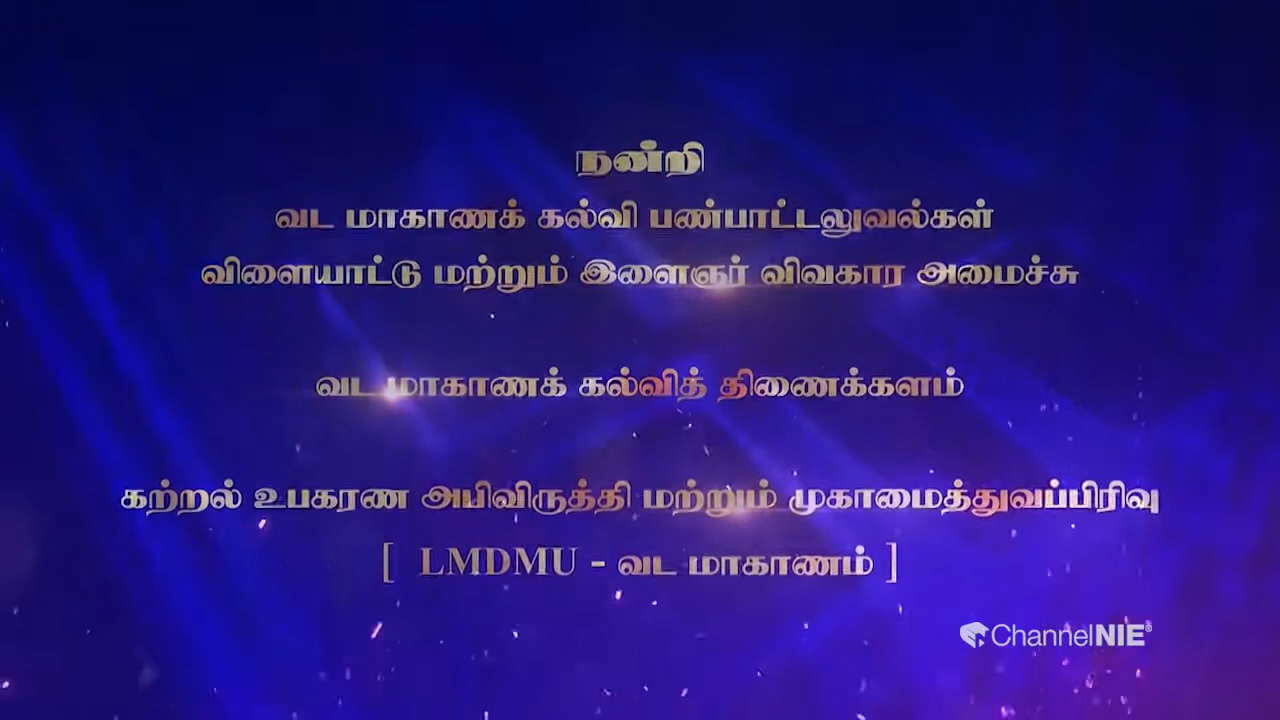 நன்றி
வட மாகாணக் கல்வி பண்பாட்டலுவல்கள்
விளையாட்டு மற்றும் இளைஞர் விவகார அமைச்சு
வட மாகாணக் கல்வித் திணைக்களம்
கற்றல் உபகரண அபிவிருத்தி மற்றும் முகாமைத்துவப்பிரிவு
[ LMDMU - வட மாகாணம் ]
ChannelNIE®